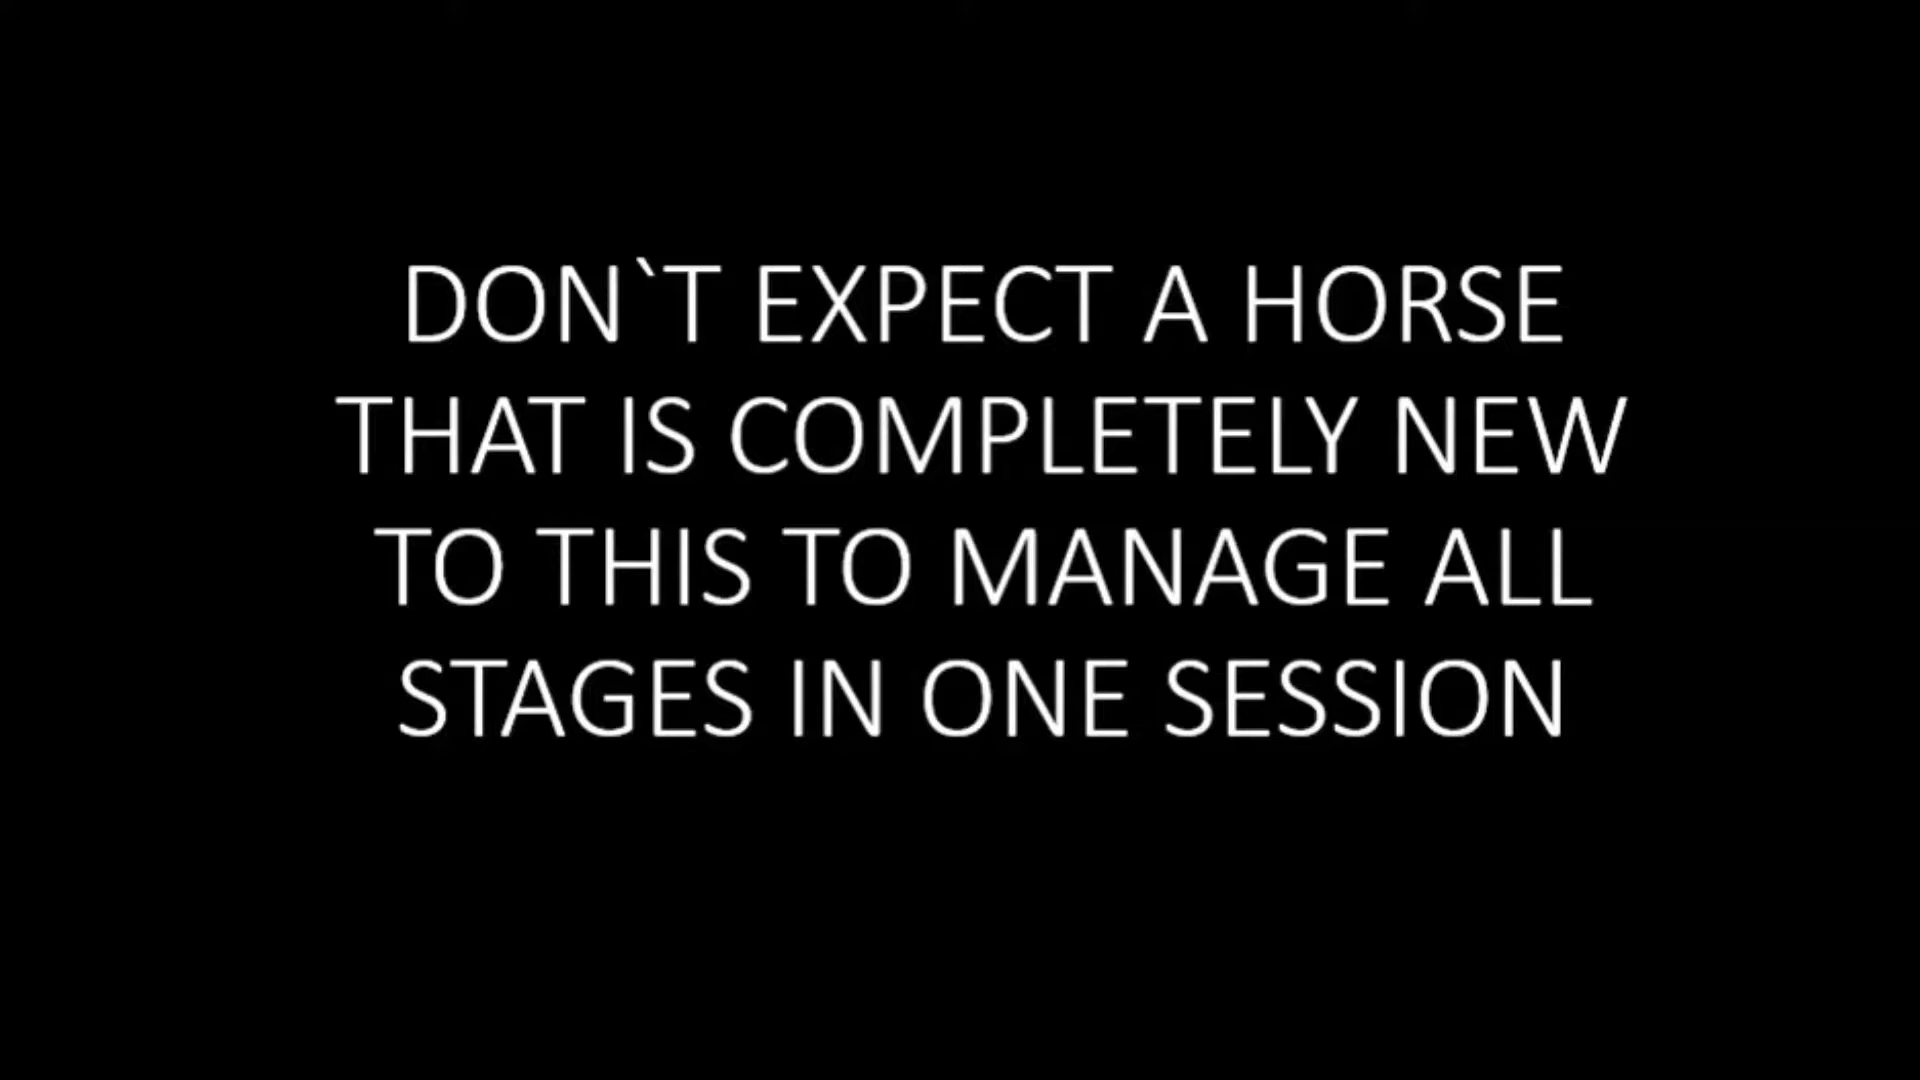 DON`T EXPECT A HORSE
THAT IS COMPLETELY NEW
TO THIS TO MANAGE ALL
STAGES IN ONE SESSION